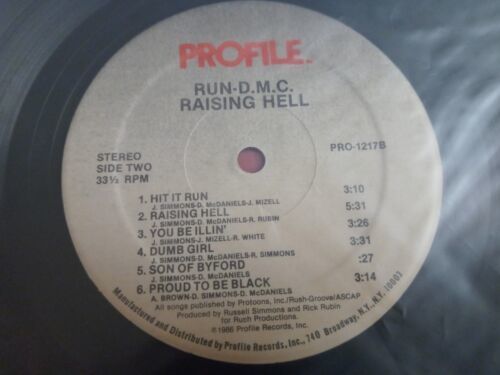 PROFILE™
RUN-D.M.C.
RAISING HELL
STEREO
SIDE TWO
33⅓ RPM
PRO-1217B
1. HIT IT RUN 3:10
J. SIMMONS-D. McDANIELS-J. MIZELL
2. RAISING HELL 5:31
J. SIMMONS-D. McDANIELS-R. RUBIN
3. YOU BE ILLIN' 3:26
J. SIMMONS-J. MIZELL-R. WHITE
4. DUMB GIRL 3:31
J. SIMMONS-D. McDANIELS-R. SIMMONS
5. SON OF BYFORD :27
J. SIMMONS-D. McDANIELS
6. PROUD TO BE BLACK 3:14
A. BROWN-D. SIMMONS-D. McDANIELS
All songs published by Protoons, Inc./Rush-Groove/ASCAP
Produced by Russell Simmons and Rick Rubin
for Rush Productions.
℗1986 Profile Records, Inc.
Manufactured and Distributed by Profile Records, Inc., 740 Broadway, N.Y., N.Y. 10003